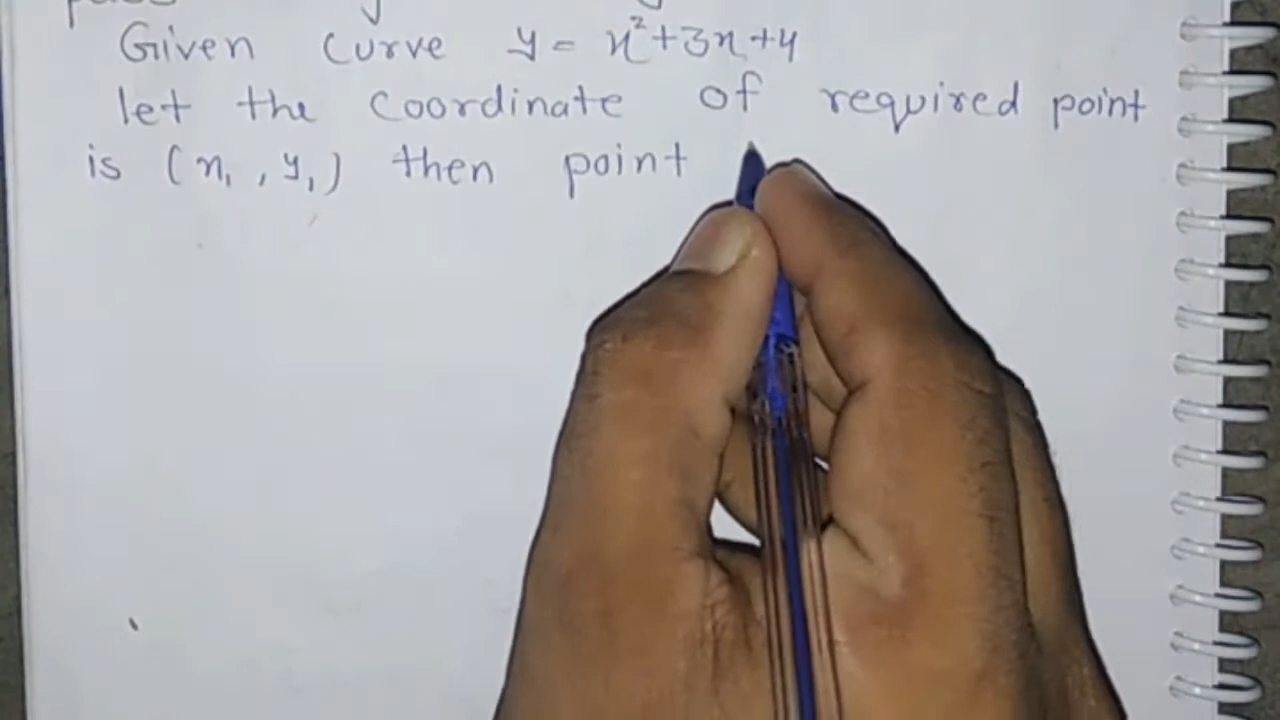 Given curve y = x²+3x+4
let the coordinate of required point
is (x₁ , y₁) then point